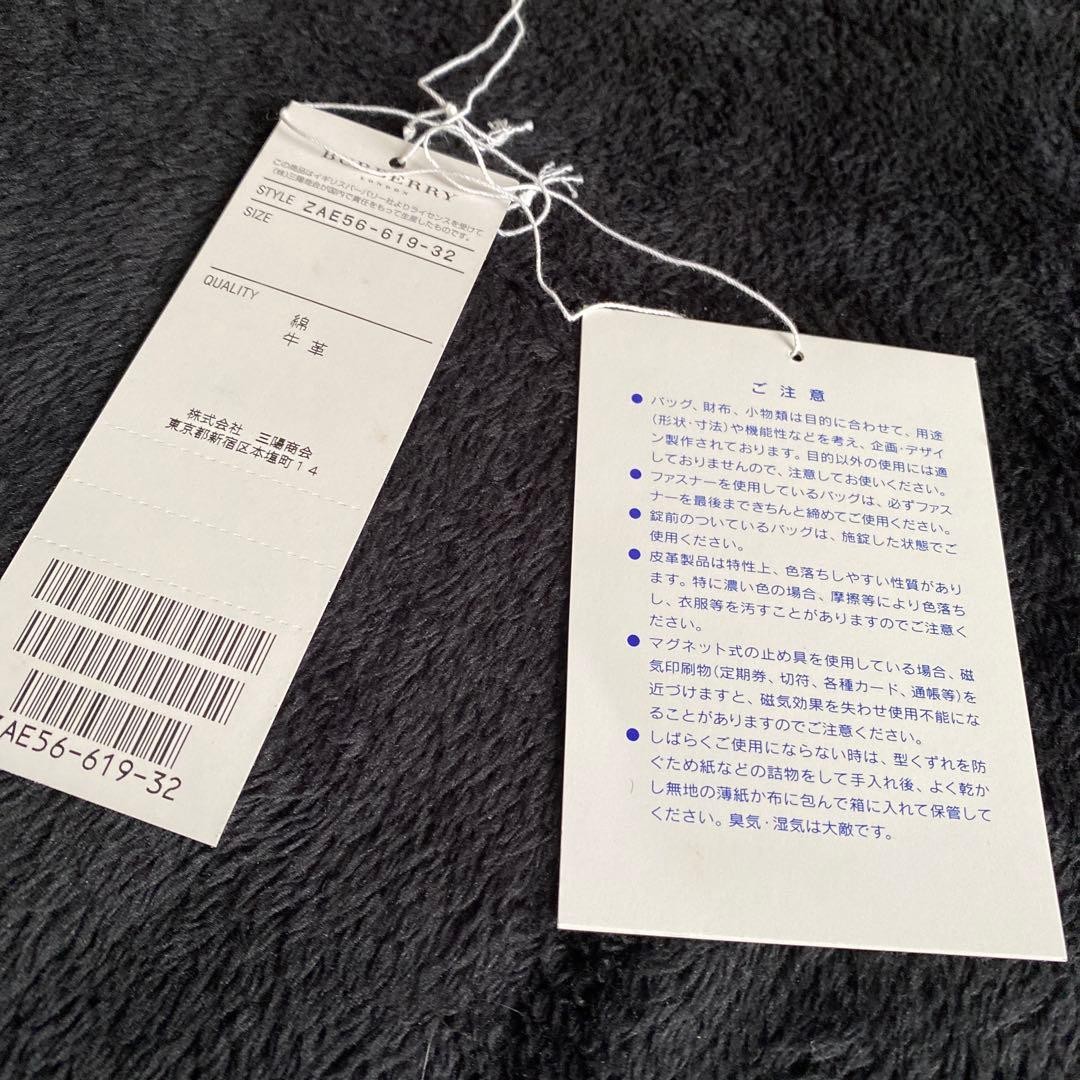 BURBERRY
LONDON
この商品はイギリスバーバリー社よりライセンスを受けて
(株)三陽商会が国内で責任をもって生産したものです。
STYLE ZAE56-619-32
SIZE
QUALITY
綿
牛革
株式会社 三陽商会
東京都新宿区本塩町14
ZAE56-619-32
ご注意
● バッグ、財布、小物類は目的に合わせて、用途
(形状・寸法)や機能性などを考え、企画・デザイ
ン製作されております。目的以外の使用には適
しておりませんので、注意してお使いください。
● ファスナーを使用しているバッグは、必ずファス
ナーを最後まできちんと締めてご使用ください。
● 錠前のついているバッグは、施錠した状態でご
使用ください。
● 皮革製品は特性上、色落ちしやすい性質があり
ます。特に濃い色の場合、摩擦等により色落ち
し、衣服等を汚すことがありますのでご注意く
ださい。
● マグネット式の止め具を使用している場合、磁
気印刷物(定期券、切符、各種カード、通帳等)を
近づけますと、磁気効果を失わせ使用不能にな
ることがありますのでご注意ください。
● しばらくご使用にならない時は、型くずれを防
ぐため紙などの詰物をして手入れ後、よく乾か
し無地の薄紙か布に包んで箱に入れて保管して
ください。臭気・湿気は大敵です。